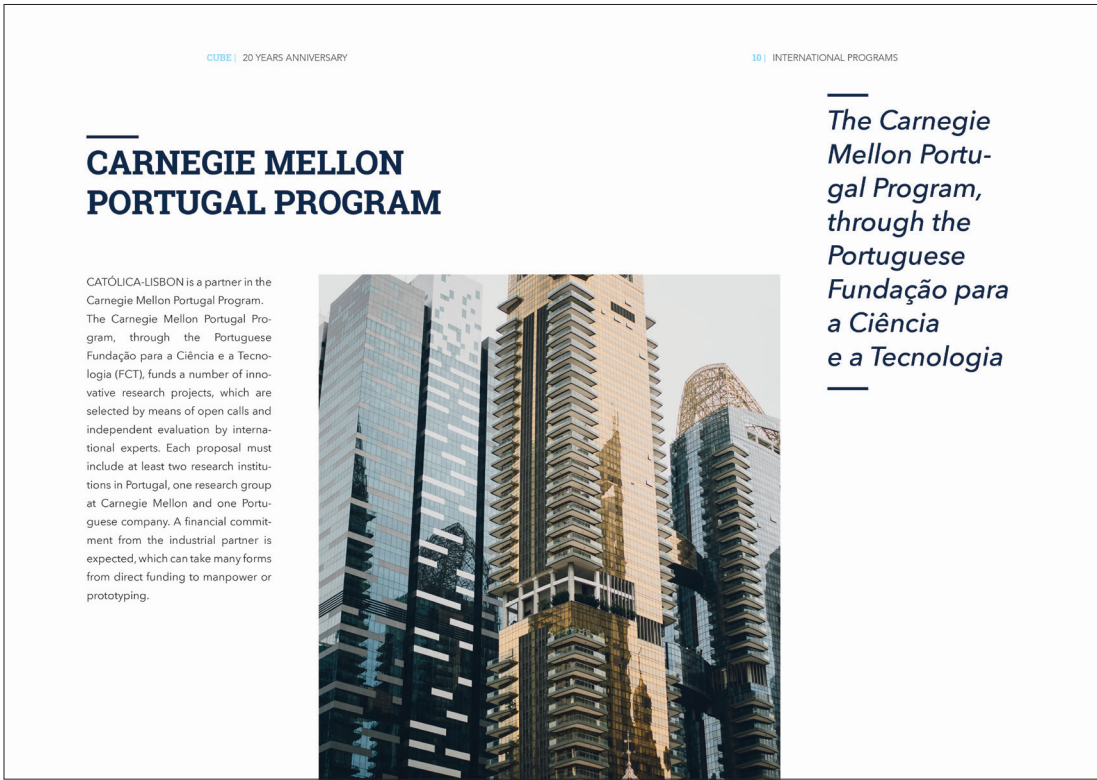 CUBE | 20 YEARS ANNIVERSARY
10 | INTERNATIONAL PROGRAMS
CARNEGIE MELLON
PORTUGAL PROGRAM
CATÓLICA-LISBON is a partner in the
Carnegie Mellon Portugal Program.
The Carnegie Mellon Portugal Pro-
gram, through the Portuguese
Fundação para a Ciência e a Tecno-
logia (FCT), funds a number of inno-
vative research projects, which are
selected by means of open calls and
independent evaluation by interna-
tional experts. Each proposal must
include at least two research institu-
tions in Portugal, one research group
at Carnegie Mellon and one Portu-
guese company. A financial commit-
ment from the industrial partner is
expected, which can take many forms
from direct funding to manpower or
prototyping.
The Carnegie
Mellon Portu-
gal Program,
through the
Portuguese
Fundação para
a Ciência
e a Tecnologia